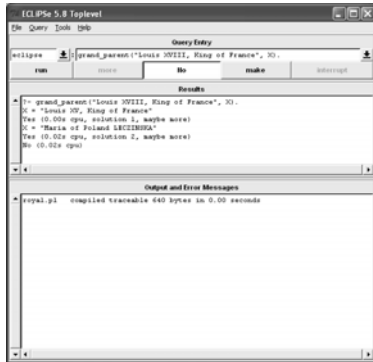 ECLiPSe 5.8 Toplevel
File Query Tools Help
Query Entry
eclipse : grand_parent("Louis XVIII, King of France", X).
run more No make interrupt
Results
?- grand_parent("Louis XVIII, King of France", X).
X = "Louis XV, King of France"
Yes (0.00s cpu, solution 1, maybe more)
X = "Maria of Poland LECZINSKA"
Yes (0.02s cpu, solution 2, maybe more)
No (0.02s cpu)
Output and Error Messages
royal.pl compiled traceable 640 bytes in 0.00 seconds